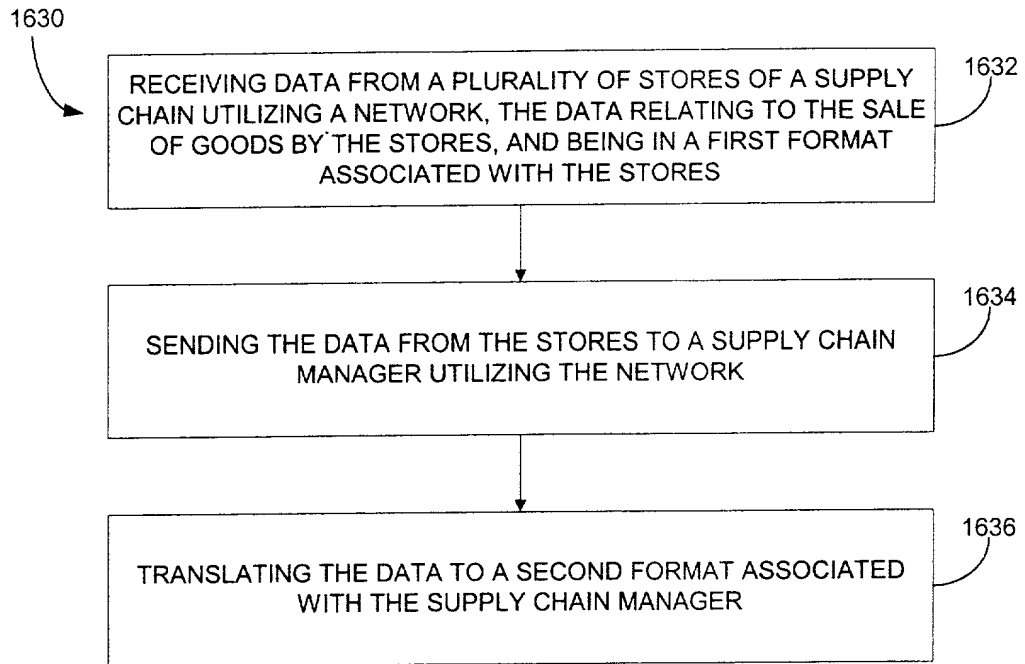 1630
RECEIVING DATA FROM A PLURALITY OF STORES OF A SUPPLY
CHAIN UTILIZING A NETWORK, THE DATA RELATING TO THE SALE
OF GOODS BY THE STORES, AND BEING IN A FIRST FORMAT
ASSOCIATED WITH THE STORES
1632
SENDING THE DATA FROM THE STORES TO A SUPPLY CHAIN
MANAGER UTILIZING THE NETWORK
1634
TRANSLATING THE DATA TO A SECOND FORMAT ASSOCIATED
WITH THE SUPPLY CHAIN MANAGER
1636